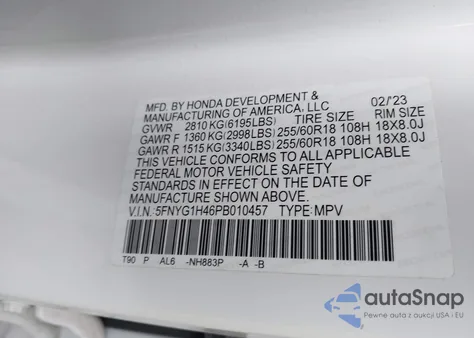 MFD. BY HONDA DEVELOPMENT &
MANUFACTURING OF AMERICA, LLC 02/'23
GVWR 2810 KG (6195LBS) TIRE SIZE RIM SIZE
GAWR F 1360 KG (2998LBS) 255/60R18 108H 18X8.0J
GAWR R 1515 KG (3340LBS) 255/60R18 108H 18X8.0J
THIS VEHICLE CONFORMS TO ALL APPLICABLE
FEDERAL MOTOR VEHICLE SAFETY
STANDARDS IN EFFECT ON THE DATE OF
MANUFACTURE SHOWN ABOVE.
V.I.N.:5FNYG1H46PB010457 TYPE:MPV
T90 P AL6 -NH883P -A -B
autoSnap
Pewne auta z aukcji USA i EU